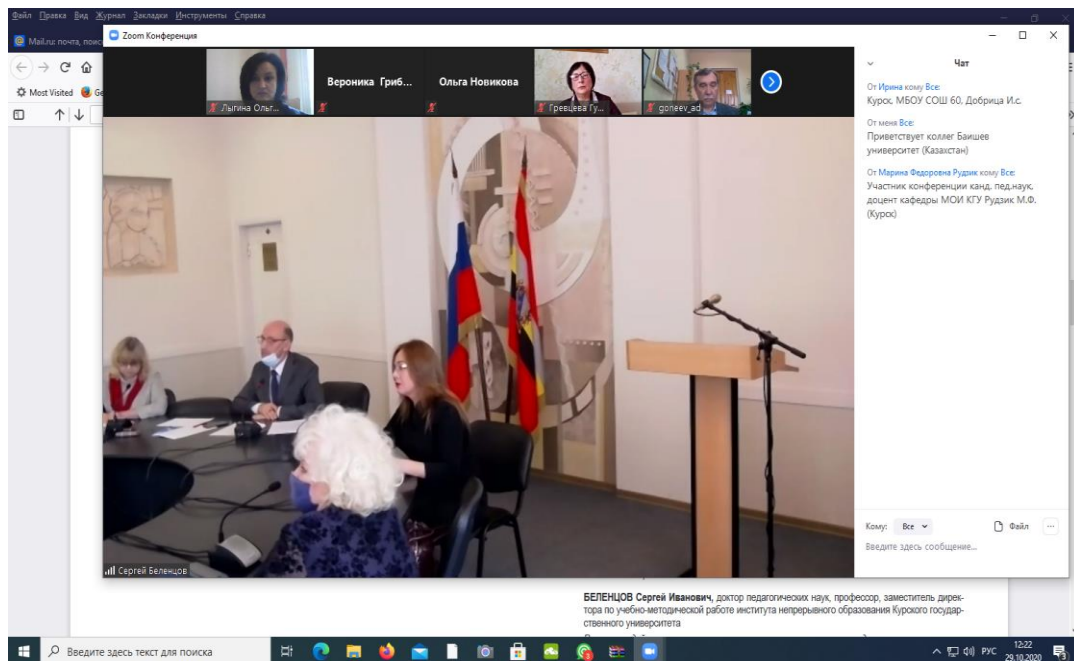 Файл Правка Вид Журнал Закладки Инструменты Справка
Mail.ru: почта, поис
Zoom Конференция
Most Visited Ge
Лыгина Ольг...
Вероника Гриб...
Ольга Новикова
Гревцева Гу...
goneev_ad
Чат
От Ирина кому Все:
Курск, МБОУ СОШ 60, Добрица И.с.
От меня Все:
Приветствует коллег Баишев
университет (Казахстан)
От Марина Федоровна Рудзик кому Все:
Участник конференции канд. пед.наук,
доцент кафедры МОИ КГУ Рудзик М.Ф.
(Курск)
Кому: Все Файл ...
Введите здесь сообщение...
Сергей Беленцов
БЕЛЕНЦОВ Сергей Иванович, доктор педагогических наук, профессор, заместитель дирек-
тора по учебно-методической работе института непрерывного образования Курского государ-
ственного университета
Введите здесь текст для поиска
РУС
12:22
29.10.2020